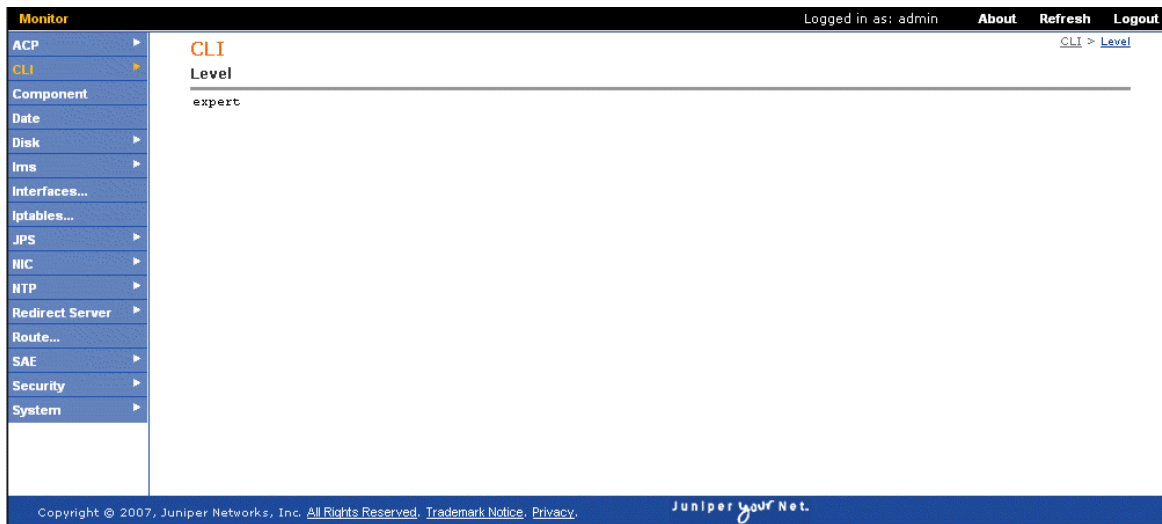 Monitor Logged in as: admin About Refresh Logout
CLI > Level
ACP
CLI
Component
Date
Disk
Ims
Interfaces...
Iptables...
JPS
NIC
NTP
Redirect Server
Route...
SAE
Security
System
CLI
Level
expert
Copyright © 2007, Juniper Networks, Inc. All Rights Reserved. Trademark Notice. Privacy.
Juniper your Net.